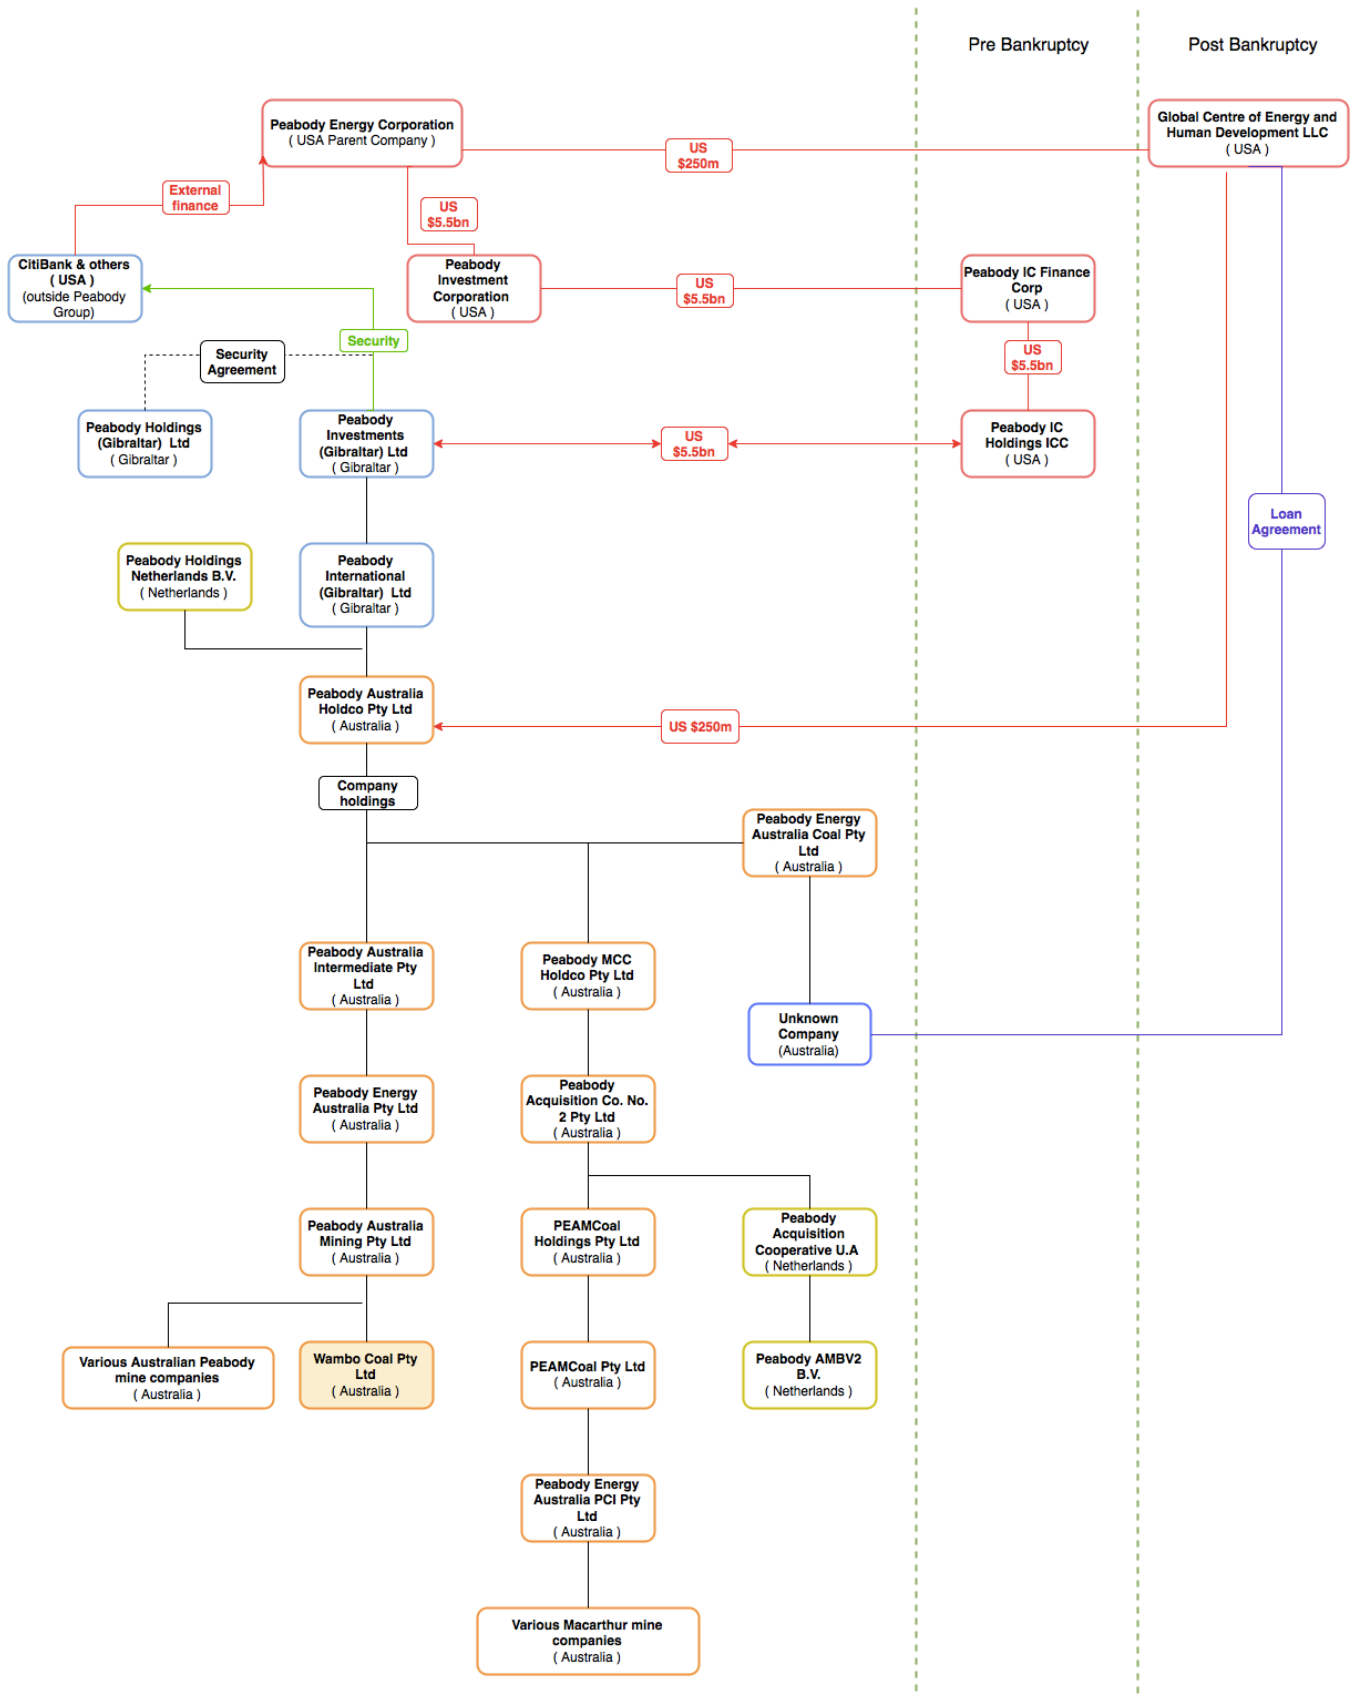 Pre Bankruptcy
Post Bankruptcy
Peabody Energy Corporation
( USA Parent Company )
US
$250m
Global Centre of Energy and
Human Development LLC
( USA )
External
finance
US
$5.5bn
CitiBank & others
( USA )
(outside Peabody
Group)
Peabody
Investment
Corporation
( USA )
US
$5.5bn
Peabody IC Finance
Corp
( USA )
Security
Security
Agreement
US
$5.5bn
Peabody Holdings
(Gibraltar) Ltd
( Gibraltar )
Peabody
Investments
(Gibraltar) Ltd
( Gibraltar )
US
$5.5bn
Peabody IC
Holdings ICC
( USA )
Loan
Agreement
Peabody Holdings
Netherlands B.V.
( Netherlands )
Peabody
International
(Gibraltar) Ltd
( Gibraltar )
Peabody Australia
Holdco Pty Ltd
( Australia )
US $250m
Company
holdings
Peabody Energy
Australia Coal Pty
Ltd
( Australia )
Peabody Australia
Intermediate Pty
Ltd
( Australia )
Peabody MCC
Holdco Pty Ltd
( Australia )
Unknown
Company
(Australia)
Peabody Energy
Australia Pty Ltd
( Australia )
Peabody
Acquisition Co. No.
2 Pty Ltd
( Australia )
Peabody Australia
Mining Pty Ltd
( Australia )
PEAMCoal
Holdings Pty Ltd
( Australia )
Peabody
Acquisition
Cooperative U.A
( Netherlands )
Various Australian Peabody
mine companies
( Australia )
Wambo Coal Pty
Ltd
( Australia )
PEAMCoal Pty Ltd
( Australia )
Peabody AMBV2
B.V.
( Netherlands )
Peabody Energy
Australia PCI Pty
Ltd
( Australia )
Various Macarthur mine
companies
( Australia )